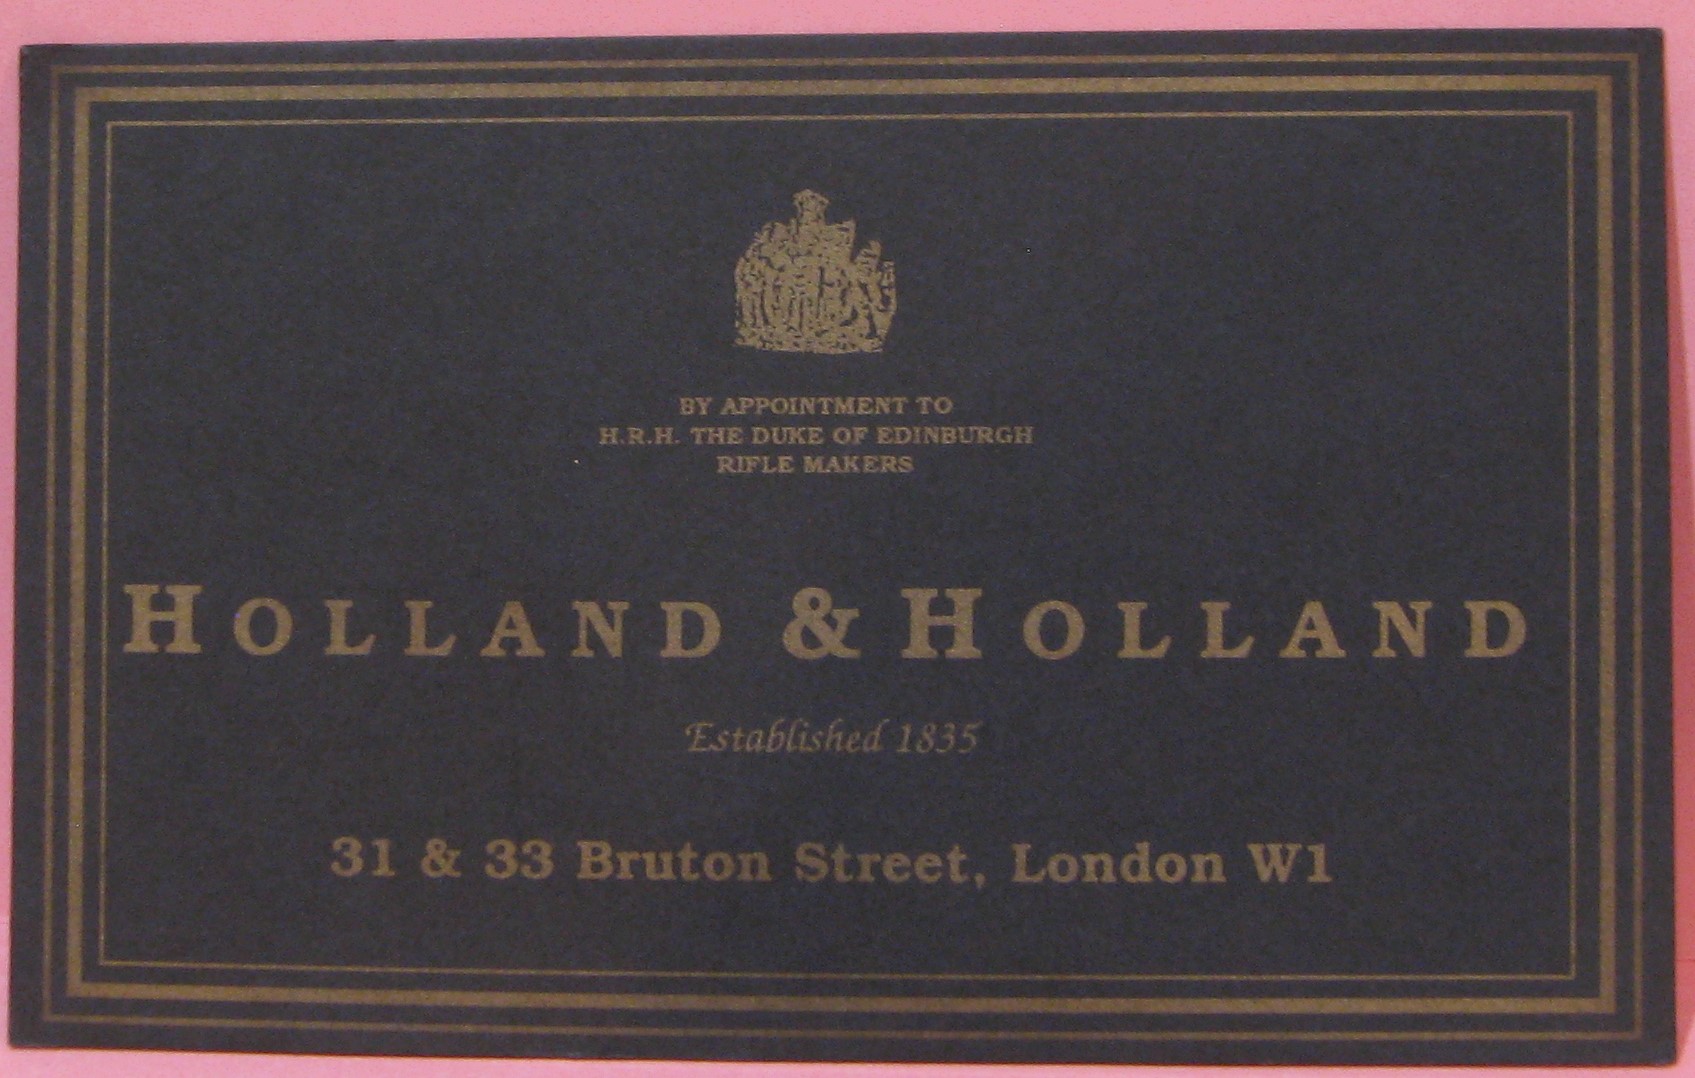 BY APPOINTMENT TO
H.R.H. THE DUKE OF EDINBURGH
RIFLE MAKERS
HOLLAND & HOLLAND
Established 1835
31 & 33 Bruton Street, London W1